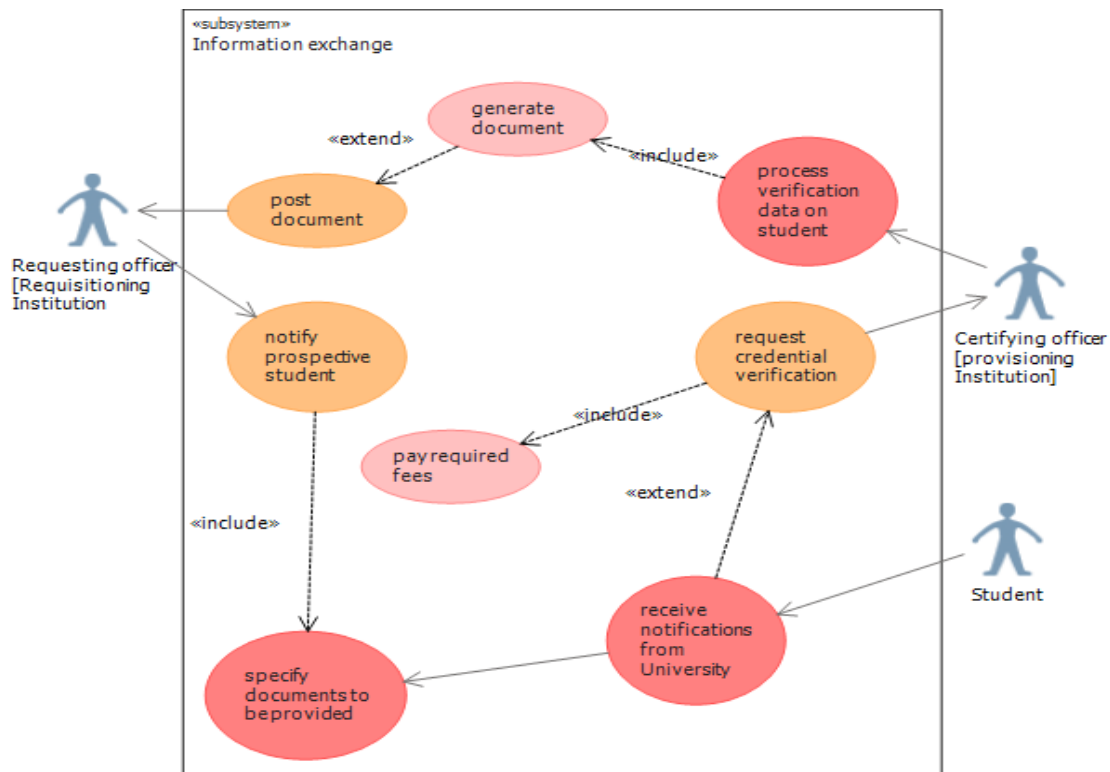 «subsystem»
Information exchange
generate
document
«extend»
«include»
process
verification
data on
student
post
document
Requesting officer
[Requisitioning
Institution
notify
prospective
student
request
credential
verification
Certifying officer
[provisioning
Institution]
«include»
pay required
fees
«extend»
«include»
Student
receive
notifications
from
University
specify
documents to
be provided